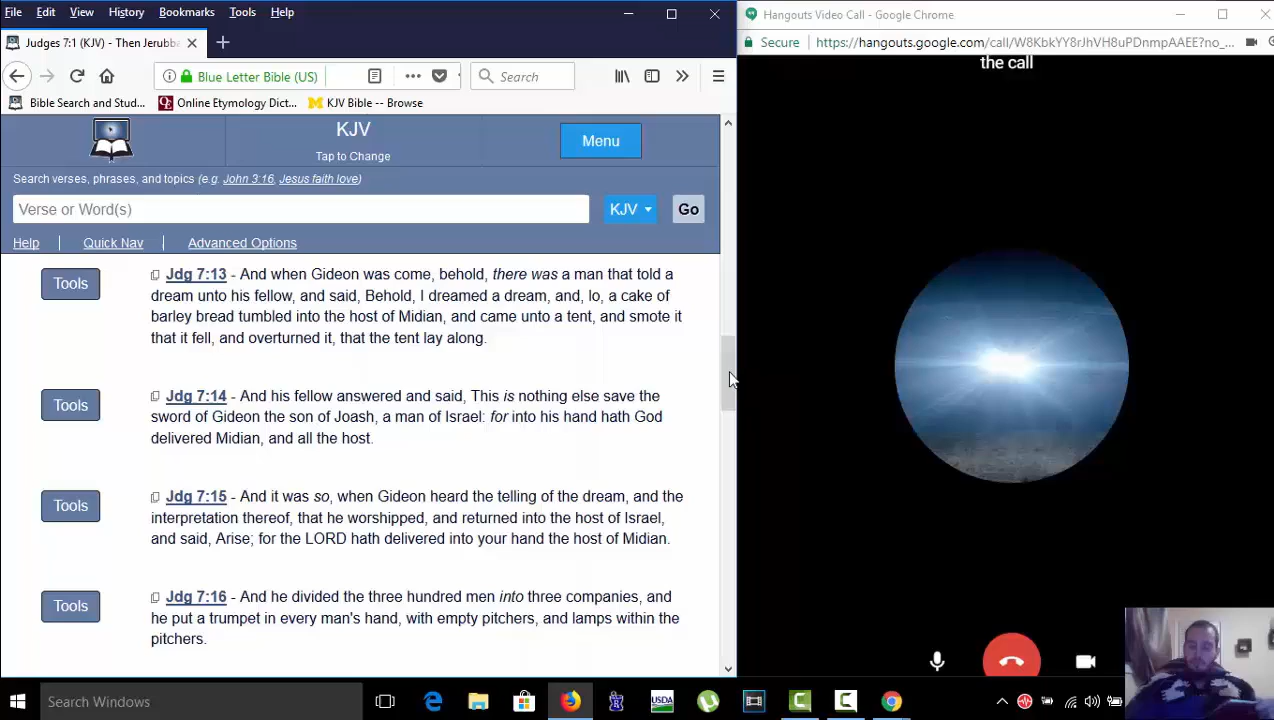 File Edit View History Bookmarks Tools Help
Judges 7:1 (KJV) - Then Jerubba
Blue Letter Bible (US)
Search
Bible Search and Stud... Online Etymology Dict... KJV Bible -- Browse
KJV
Tap to Change
Menu
Search verses, phrases, and topics (e.g. John 3:16, Jesus faith love)
Verse or Word(s)
KJV
Go
Help Quick Nav Advanced Options
Tools
Jdg 7:13 - And when Gideon was come, behold, there was a man that told a
dream unto his fellow, and said, Behold, I dreamed a dream, and, lo, a cake of
barley bread tumbled into the host of Midian, and came unto a tent, and smote it
that it fell, and overturned it, that the tent lay along.
Tools
Jdg 7:14 - And his fellow answered and said, This is nothing else save the
sword of Gideon the son of Joash, a man of Israel: for into his hand hath God
delivered Midian, and all the host.
Tools
Jdg 7:15 - And it was so, when Gideon heard the telling of the dream, and the
interpretation thereof, that he worshipped, and returned into the host of Israel,
and said, Arise; for the LORD hath delivered into your hand the host of Midian.
Tools
Jdg 7:16 - And he divided the three hundred men into three companies, and
he put a trumpet in every man's hand, with empty pitchers, and lamps within the
pitchers.
Hangouts Video Call - Google Chrome
Secure https://hangouts.google.com/call/W8KbkYY8rJhVH8uPDnmpAAEE?no_...
the call
Search Windows
USDA